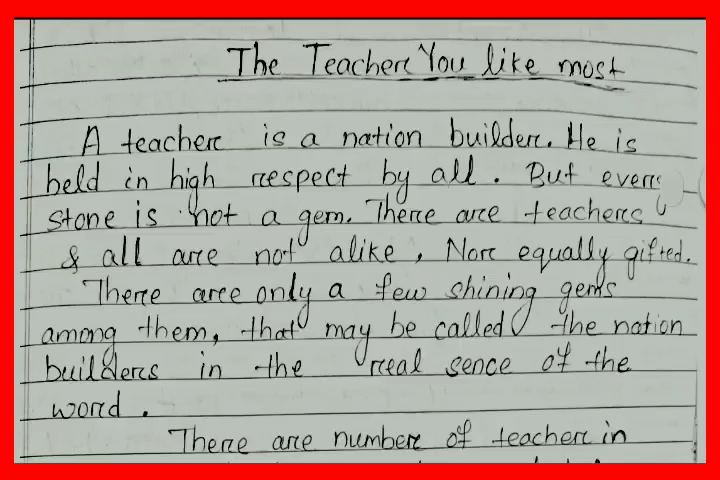 The Teacher You like most
A teacher is a nation builder. He is
held in high respect by all. But every
stone is not a gem. There are teachers
& all are not alike, Nor equally gifted.
There are only a few shining gems
among them, that may be called the nation
builders in the real sence of the
word.
There are number of teacher in